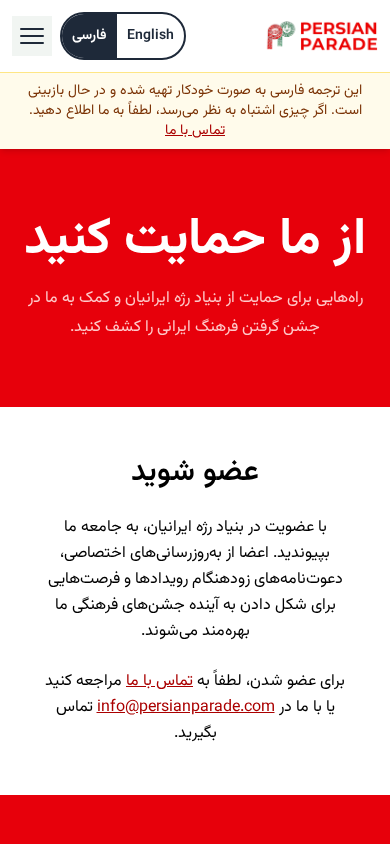 PERSIAN
PARADE
English
فارسی
این ترجمه فارسی به صورت خودکار تهیه شده و در حال بازبینی
است. اگر چیزی اشتباه به نظر می‌رسد، لطفاً به ما اطلاع دهید.
تماس با ما
از ما حمایت کنید
راه‌هایی برای حمایت از بنیاد رژه ایرانیان و کمک به ما در
جشن گرفتن فرهنگ ایرانی را کشف کنید.
عضو شوید
با عضویت در بنیاد رژه ایرانیان، به جامعه ما
بپیوندید. اعضا از به‌روزرسانی‌های اختصاصی،
دعوت‌نامه‌های زودهنگام رویدادها و فرصت‌هایی
برای شکل دادن به آینده جشن‌های فرهنگی ما
بهره‌مند می‌شوند.
برای عضو شدن، لطفاً به تماس با ما مراجعه کنید
یا با ما در info@persianparade.com تماس
بگیرید.